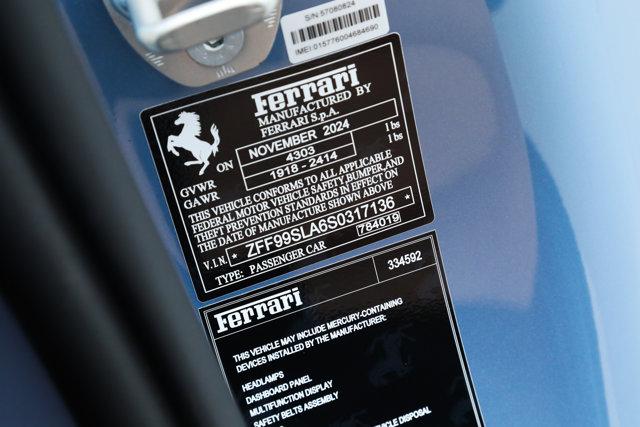 S/N:57080824
IMEI:015776004684690
Ferrari
MANUFACTURED BY
FERRARI S.p.A.
ON NOVEMBER 2024
GVWR 4303 lbs
GAWR 1918 - 2414 lbs
THIS VEHICLE CONFORMS TO ALL APPLICABLE
FEDERAL MOTOR VEHICLE SAFETY,BUMPER,AND
THEFT PREVENTION STANDARDS IN EFFECT ON
THE DATE OF MANUFACTURE SHOWN ABOVE
V.I.N. * ZFF99SLA6S0317136 *
TYPE: PASSENGER CAR 784019
Ferrari 334592
THIS VEHICLE MAY INCLUDE MERCURY-CONTAINING
DEVICES INSTALLED BY THE MANUFACTURER:
HEADLAMPS
DASHBOARD PANEL
MULTIFUNCTION DISPLAY
SAFETY BELTS ASSEMBLY
VEHICLE DISPOSAL